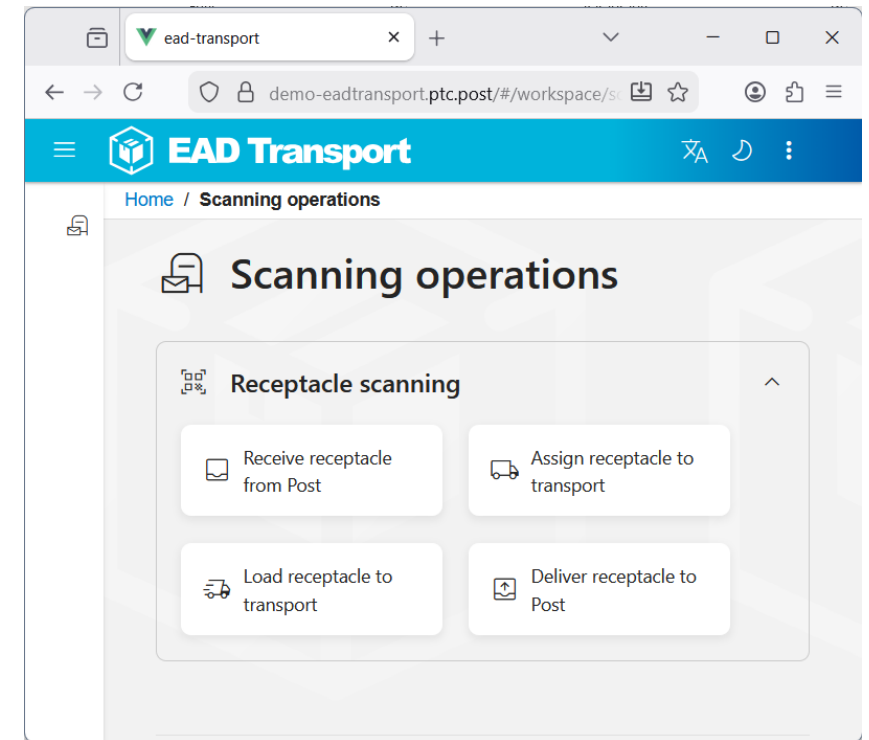 ead-transport
demo-eadtransport.ptc.post/#/workspace/s
EAD Transport
Home / Scanning operations
Scanning operations
Receptacle scanning
Receive receptacle
from Post
Assign receptacle to
transport
Load receptacle to
transport
Deliver receptacle to
Post